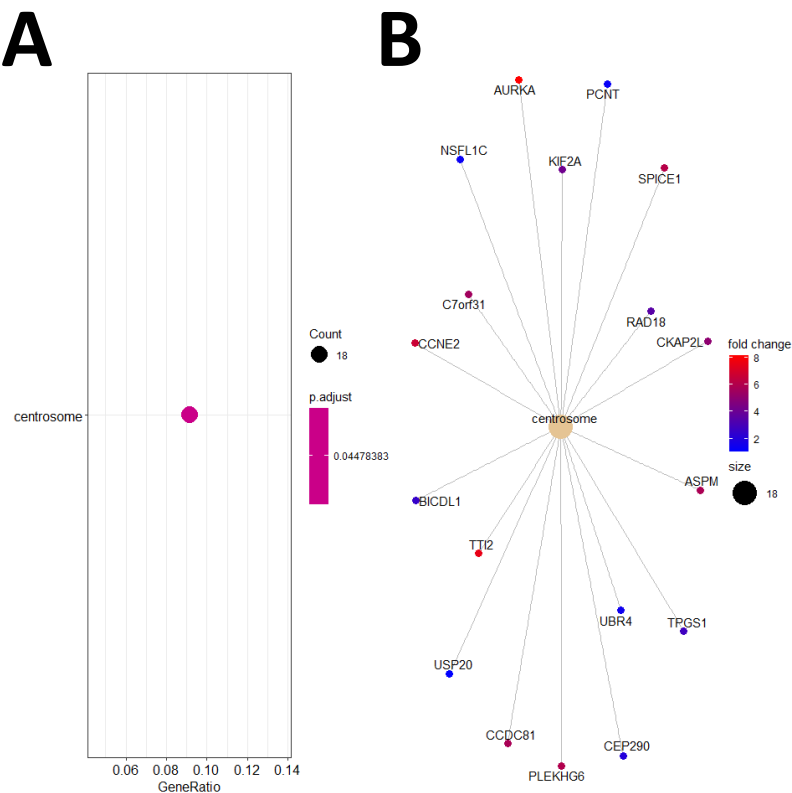 A
B
centrosome
0.06 0.08 0.10 0.12 0.14
GeneRatio
Count
18
p.adjust
0.04478383
AURKA
PCNT
NSFL1C
KIF2A
SPICE1
C7orf31
RAD18
CCNE2
CKAP2L
centrosome
ASPM
BICDL1
TTI2
UBR4
TPGS1
USP20
CCDC81
CEP290
PLEKHG6
fold change
8
6
4
2
size
18